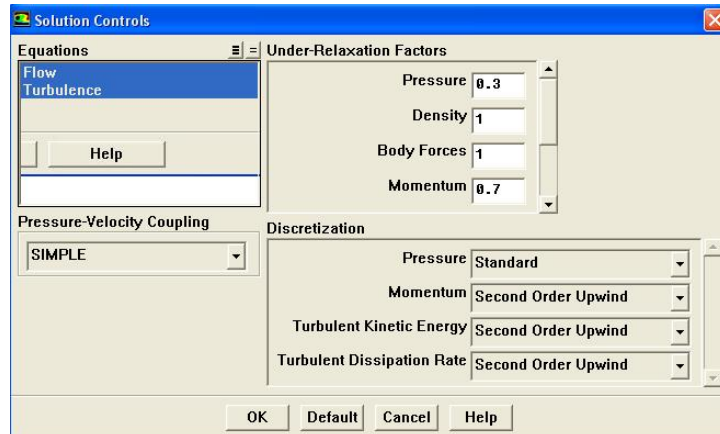 Solution Controls
Equations
Flow
Turbulence
Help
Pressure-Velocity Coupling
SIMPLE
Under-Relaxation Factors
Pressure 0.3
Density 1
Body Forces 1
Momentum 0.7
Discretization
Pressure Standard
Momentum Second Order Upwind
Turbulent Kinetic Energy Second Order Upwind
Turbulent Dissipation Rate Second Order Upwind
OK Default Cancel Help